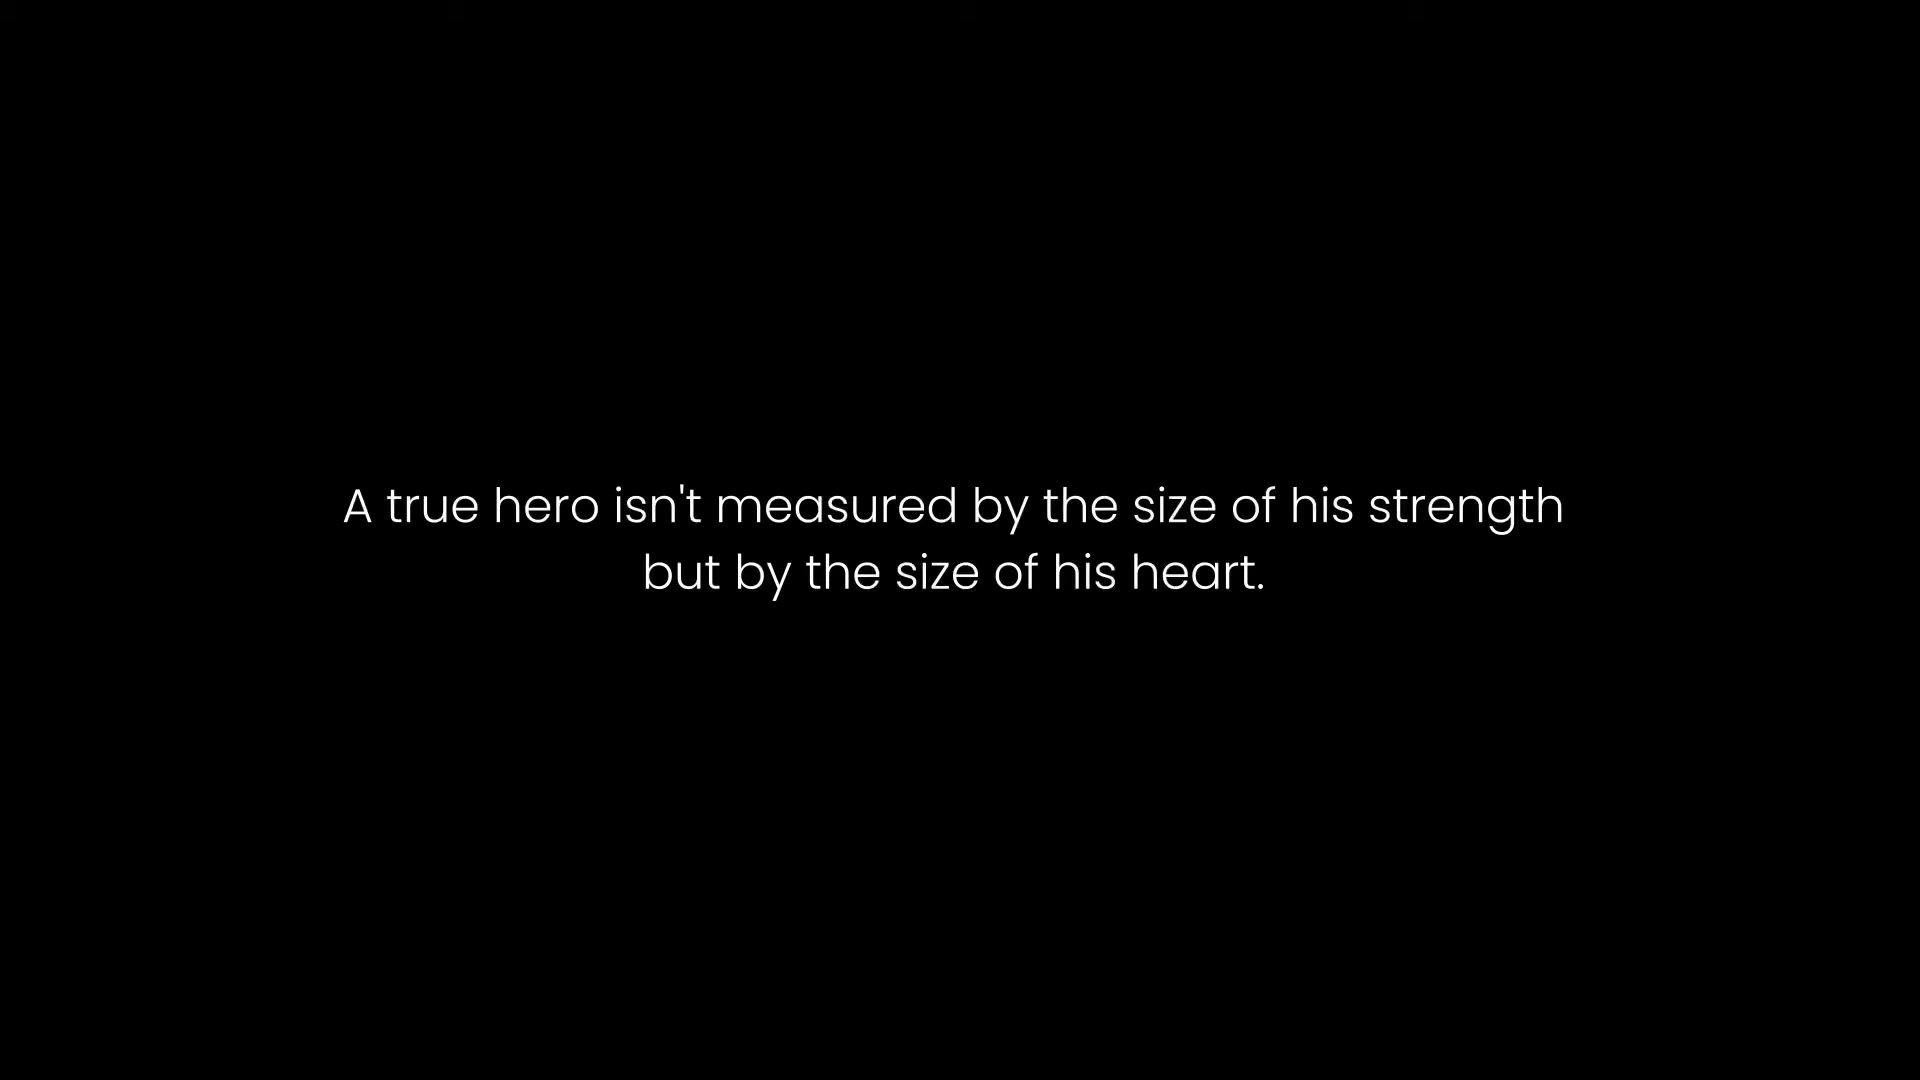 A true hero isn't measured by the size of his strength
but by the size of his heart.